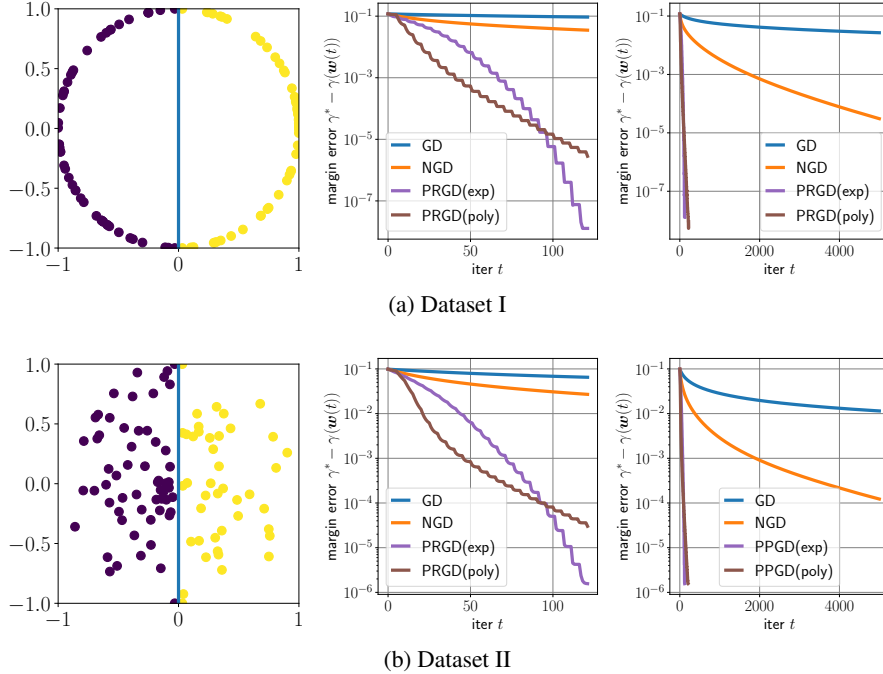 1.0
0.5
0.0
−0.5
−1.0
−1
0
1
margin error γ* − γ(w(t))
10⁻¹
10⁻³
10⁻⁵
10⁻⁷
GD
NGD
PRGD(exp)
PRGD(poly)
0
50
100
iter t
margin error γ* − γ(w(t))
10⁻¹
10⁻³
10⁻⁵
10⁻⁷
GD
NGD
PRGD(exp)
PRGD(poly)
0
2000
4000
iter t
(a) Dataset I
1.0
0.5
0.0
−0.5
−1.0
−1
0
1
margin error γ* − γ(w(t))
10⁻¹
10⁻²
10⁻³
10⁻⁴
10⁻⁵
10⁻⁶
GD
NGD
PRGD(exp)
PRGD(poly)
0
50
100
iter t
margin error γ* − γ(w(t))
10⁻¹
10⁻²
10⁻³
10⁻⁴
10⁻⁵
10⁻⁶
GD
NGD
PPGD(exp)
PPGD(poly)
0
2000
4000
iter t
(b) Dataset II